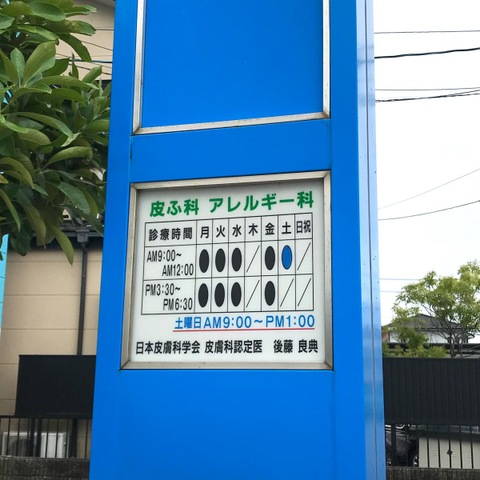 皮ふ科 アレルギー科
診療時間 月 火 水 木 金 土 日祝
AM9:00~ AM12:00 ● ● ● / ● ● /
PM3:30~ PM6:30 ● ● ● / ● / /
土曜日AM9:00~PM1:00
日本皮膚科学会 皮膚科認定医 後藤 良典